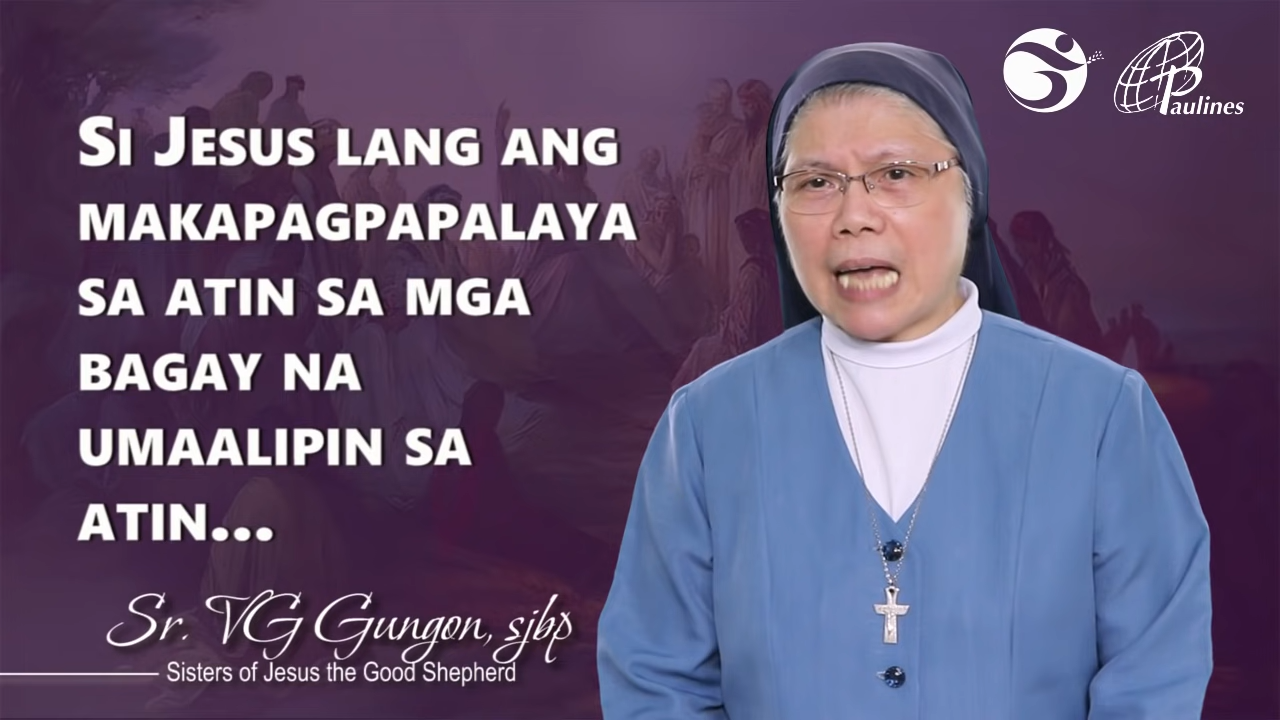 Paulines
SI JESUS LANG ANG
MAKAPAGPAPALAYA
SA ATIN SA MGA
BAGAY NA
UMAALIPIN SA
ATIN...
Sr. VG Gungon, sjbp
Sisters of Jesus the Good Shepherd